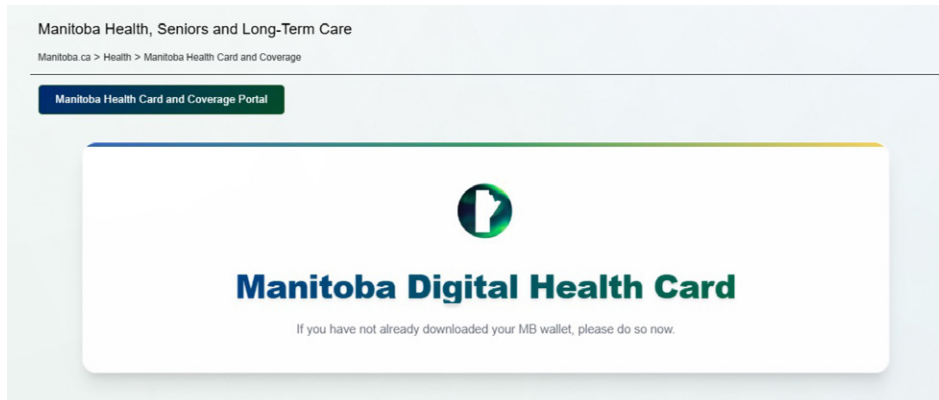 Manitoba Health, Seniors and Long-Term Care
Manitoba.ca > Health > Manitoba Health Card and Coverage
Manitoba Health Card and Coverage Portal
Manitoba Digital Health Card
If you have not already downloaded your MB wallet, please do so now.